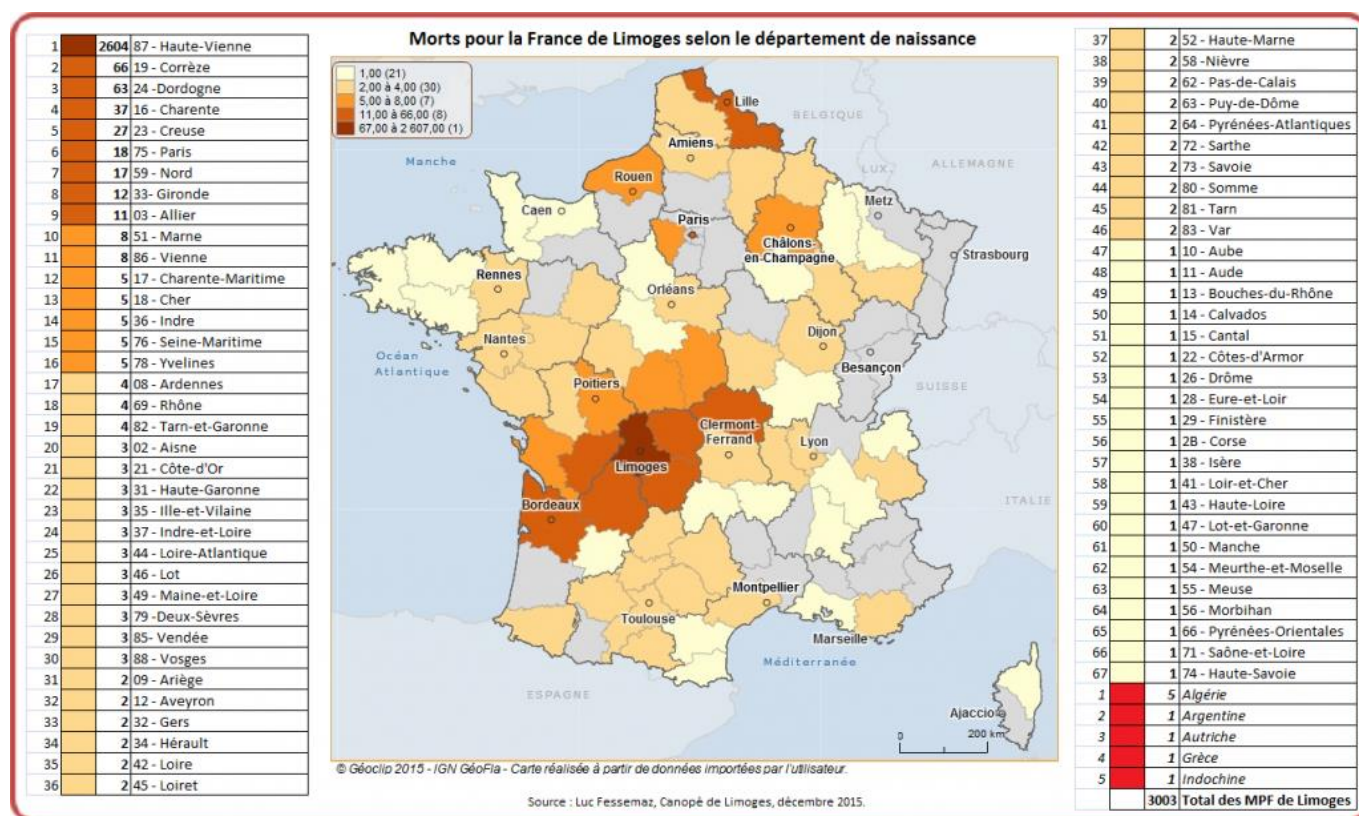 Morts pour la France de Limoges selon le département de naissance
1 2604 87 - Haute-Vienne
2 66 19 - Corrèze
3 63 24 -Dordogne
4 37 16 - Charente
5 27 23 - Creuse
6 18 75 - Paris
7 17 59 - Nord
8 12 33- Gironde
9 11 03 - Allier
10 8 51 - Marne
11 8 86 - Vienne
12 5 17 - Charente-Maritime
13 5 18 - Cher
14 5 36 - Indre
15 5 76 - Seine-Maritime
16 5 78 - Yvelines
17 4 08 - Ardennes
18 4 69 - Rhône
19 4 82 - Tarn-et-Garonne
20 3 02 - Aisne
21 3 21 - Côte-d'Or
22 3 31 - Haute-Garonne
23 3 35 - Ille-et-Vilaine
24 3 37 - Indre-et-Loire
25 3 44 - Loire-Atlantique
26 3 46 - Lot
27 3 49 - Maine-et-Loire
28 3 79 -Deux-Sèvres
29 3 85- Vendée
30 3 88 - Vosges
31 2 09 - Ariège
32 2 12 - Aveyron
33 2 32 - Gers
34 2 34 - Hérault
35 2 42 - Loire
36 2 45 - Loiret
1,00 (21)
2,00 à 4,00 (30)
5,00 à 8,00 (7)
11,00 à 66,00 (8)
67,00 à 2 607,00 (1)
Lille
BELGIQUE
Manche
Amiens
ALLEMAGNE
LUX.
Rouen
Metz
Caen
Paris
Châlons-
en-Champagne
Strasbourg
Rennes
Orléans
Nantes
Dijon
Besançon
Océan
Atlantique
SUISSE
Poitiers
Clermont-
Ferrand
Lyon
Limoges
Bordeaux
ITALIE
Montpellier
Toulouse
Marseille
Méditerranée
ESPAGNE
Ajaccio
0 200 km
© Géoclip 2015 - IGN GéoFla - Carte réalisée à partir de données importées par l'utilisateur.
Source : Luc Fessemaz, Canopè de Limoges, décembre 2015.
37 2 52 - Haute-Marne
38 2 58 -Nièvre
39 2 62 - Pas-de-Calais
40 2 63 - Puy-de-Dôme
41 2 64 - Pyrénées-Atlantiques
42 2 72 - Sarthe
43 2 73 - Savoie
44 2 80 - Somme
45 2 81 - Tarn
46 2 83 - Var
47 1 10 - Aube
48 1 11 - Aude
49 1 13 - Bouches-du-Rhône
50 1 14 - Calvados
51 1 15 - Cantal
52 1 22 - Côtes-d'Armor
53 1 26 - Drôme
54 1 28 - Eure-et-Loir
55 1 29 - Finistère
56 1 2B - Corse
57 1 38 - Isère
58 1 41 - Loir-et-Cher
59 1 43 - Haute-Loire
60 1 47 - Lot-et-Garonne
61 1 50 - Manche
62 1 54 - Meurthe-et-Moselle
63 1 55 - Meuse
64 1 56 - Morbihan
65 1 66 - Pyrénées-Orientales
66 1 71 - Saône-et-Loire
67 1 74 - Haute-Savoie
1 5 Algérie
2 1 Argentine
3 1 Autriche
4 1 Grèce
5 1 Indochine
3003 Total des MPF de Limoges